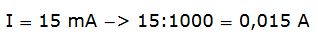 I = 15 mA –> 15:1000 = 0,015 A